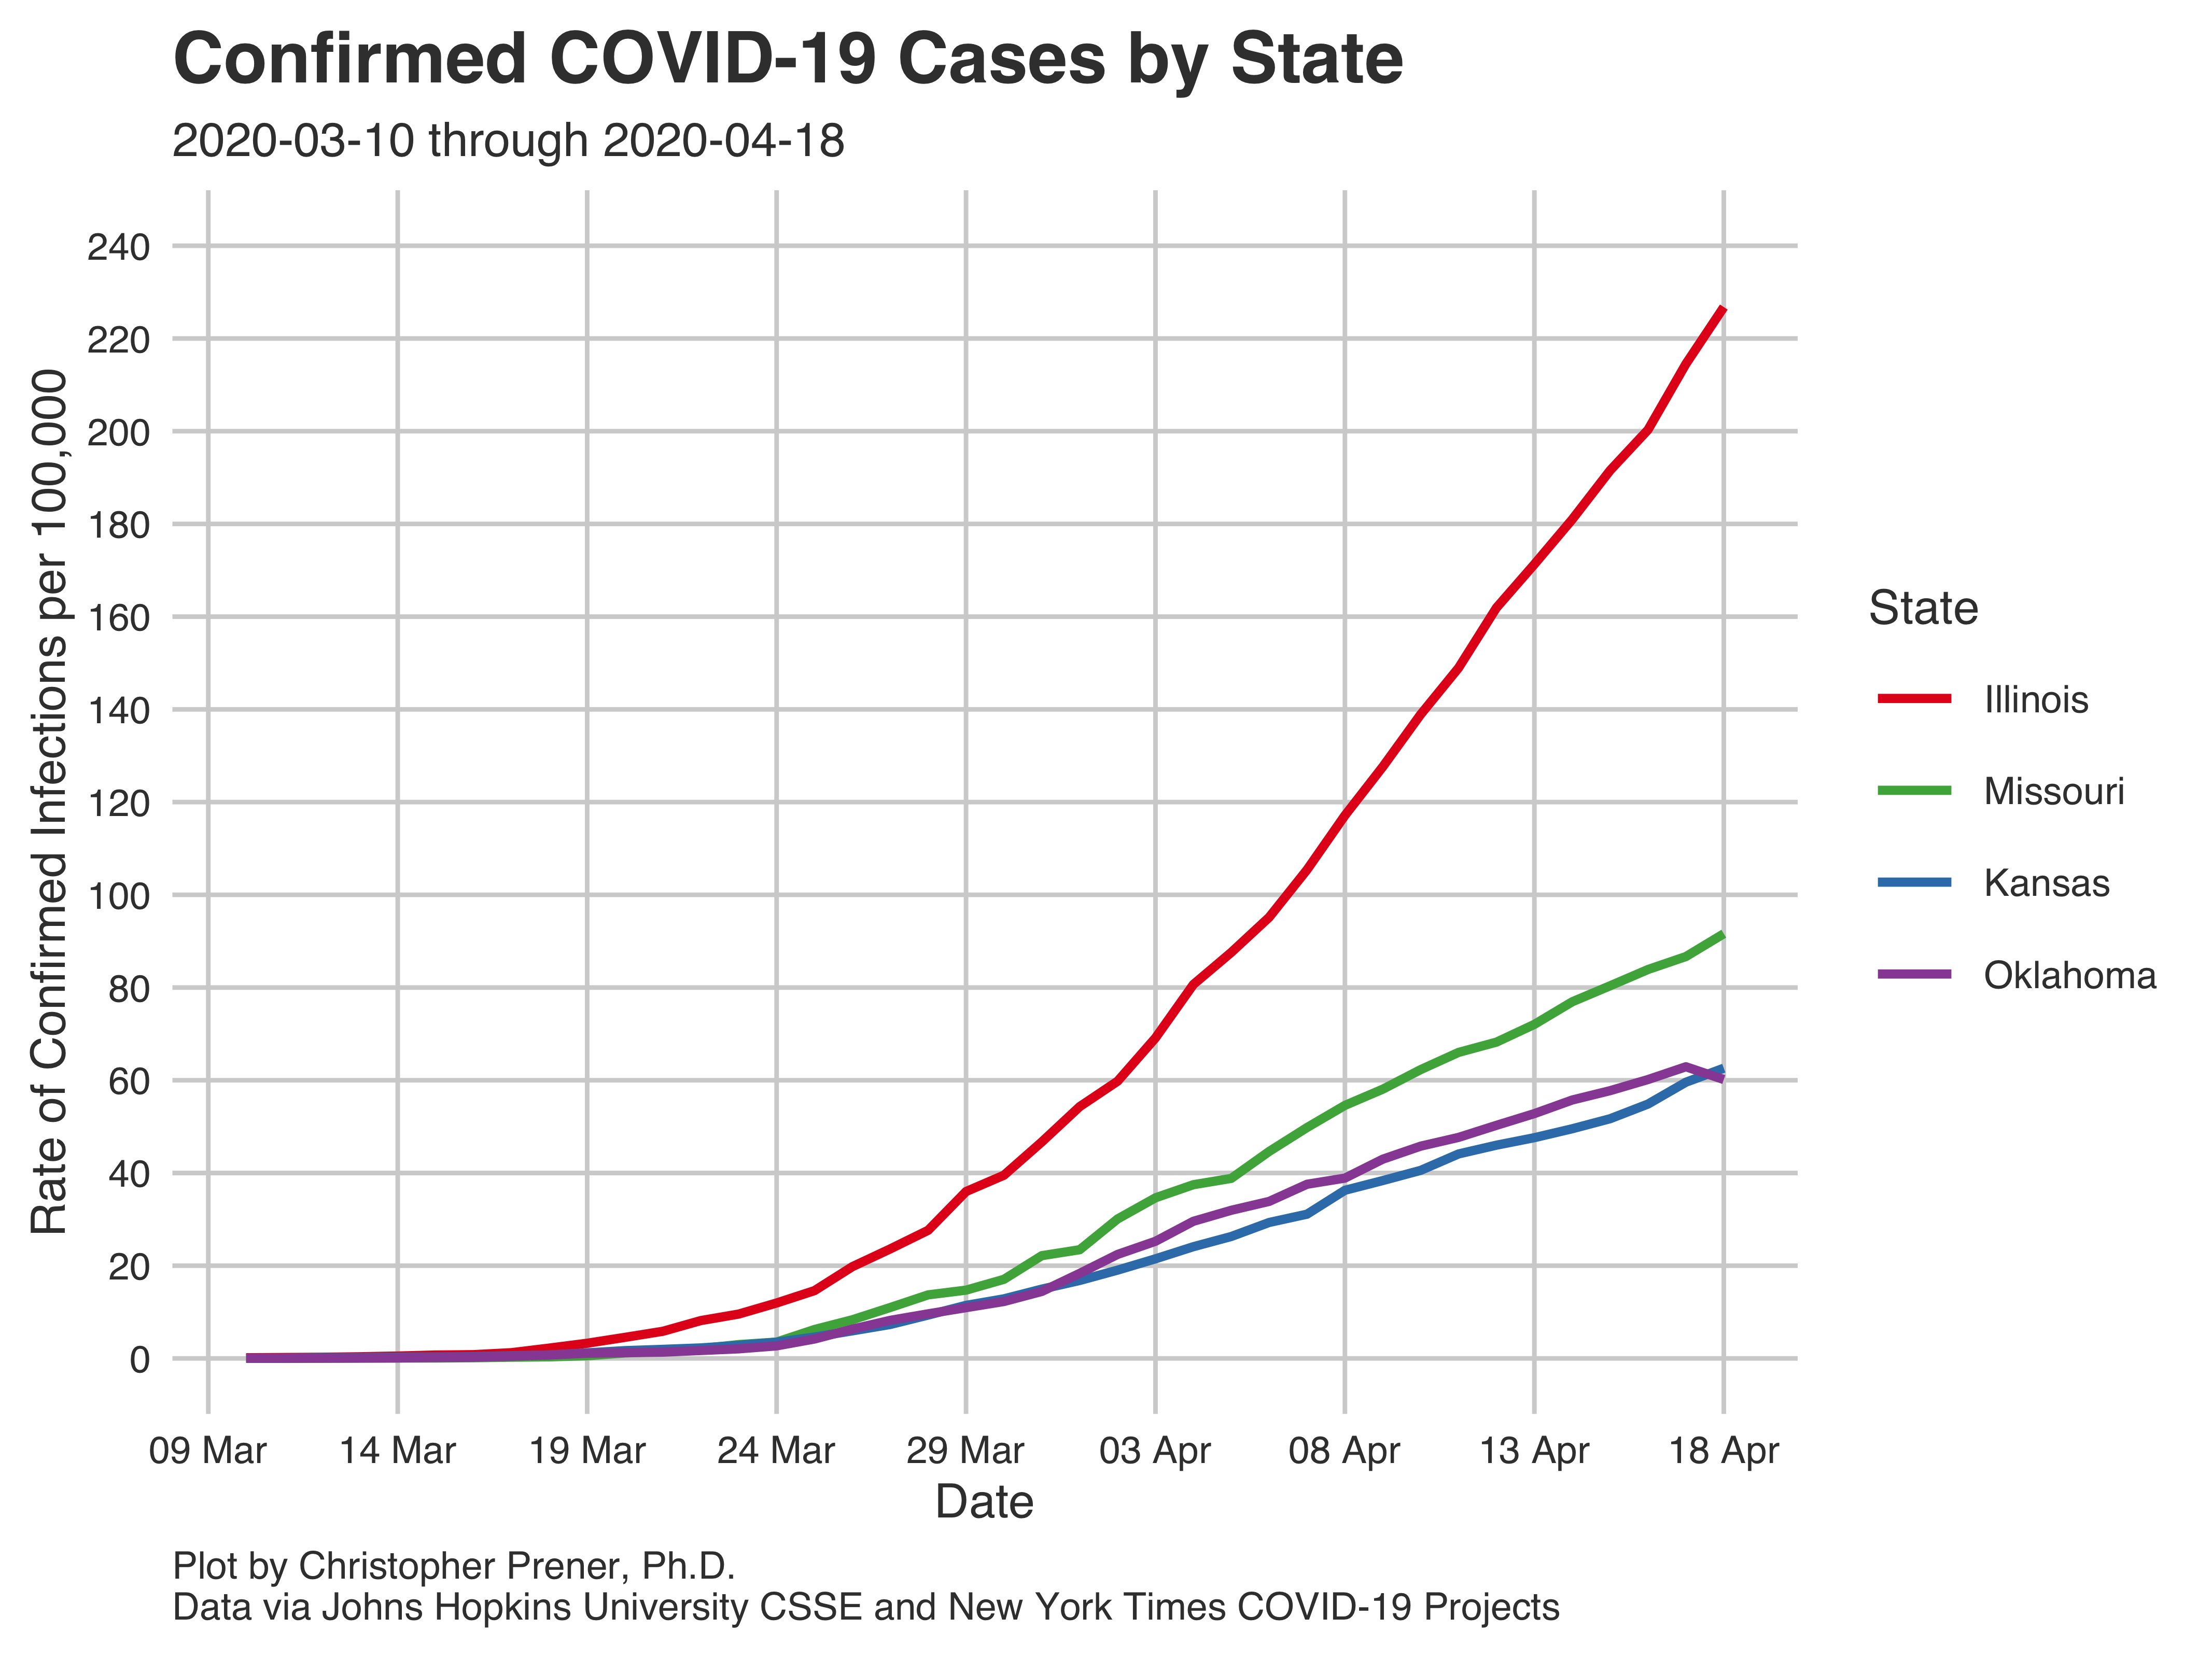 Confirmed COVID-19 Cases by State
2020-03-10 through 2020-04-18
Rate of Confirmed Infections per 100,000
240
220
200
180
160
140
120
100
80
60
40
20
0
09 Mar
14 Mar
19 Mar
24 Mar
29 Mar
03 Apr
08 Apr
13 Apr
18 Apr
Date
State
Illinois
Missouri
Kansas
Oklahoma
Plot by Christopher Prener, Ph.D.
Data via Johns Hopkins University CSSE and New York Times COVID-19 Projects